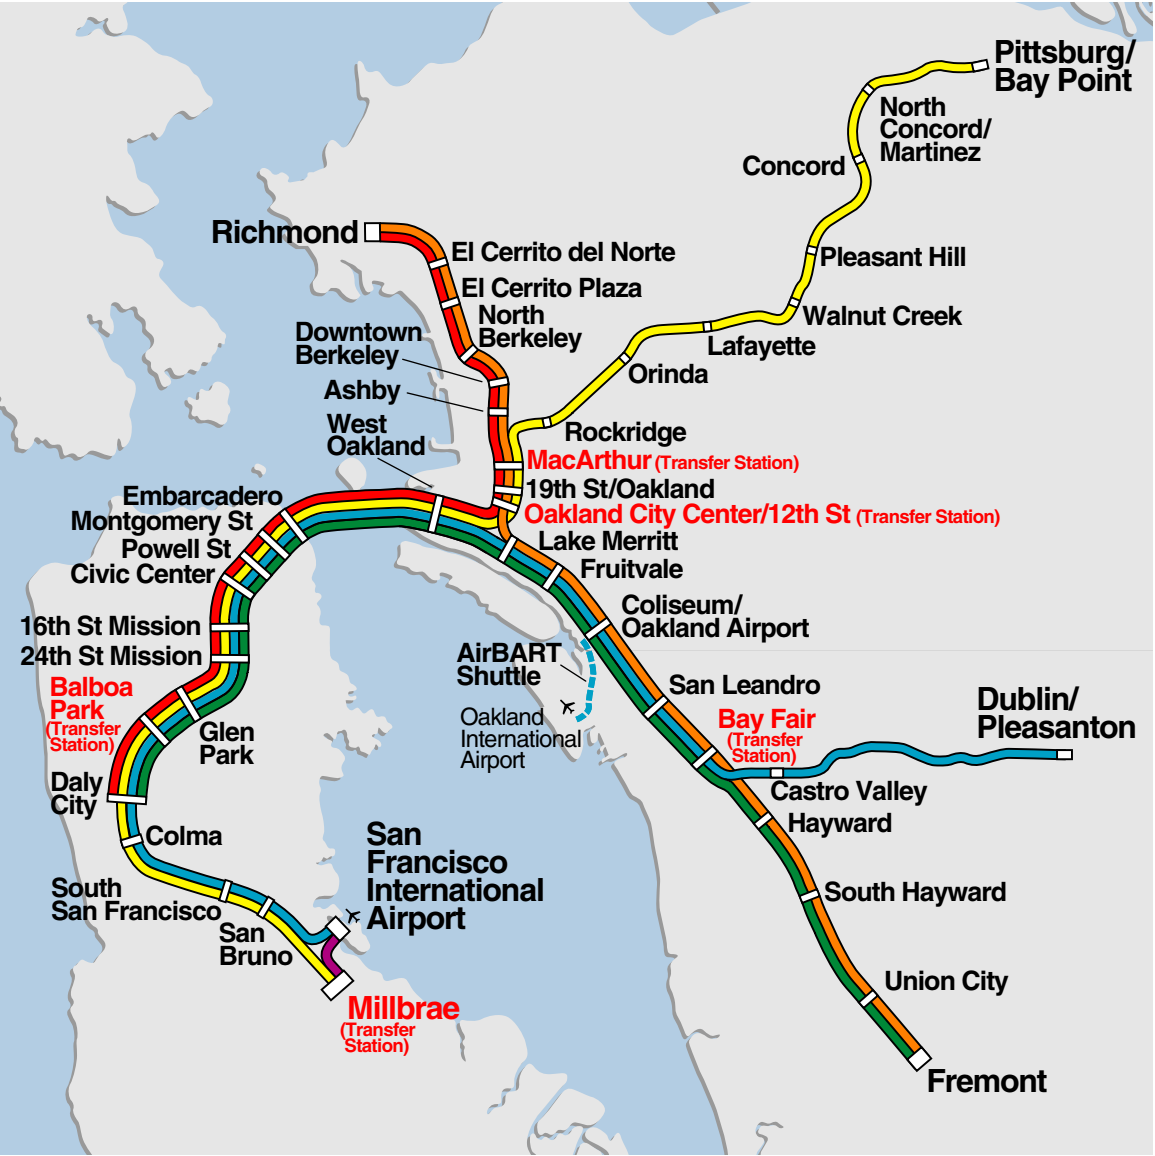 Pittsburg/
Bay Point
North
Concord/
Martinez
Concord
Richmond
El Cerrito del Norte
Pleasant Hill
El Cerrito Plaza
North
Berkeley
Walnut Creek
Downtown
Berkeley
Lafayette
Orinda
Ashby
West
Oakland
Rockridge
MacArthur (Transfer Station)
19th St/Oakland
Embarcadero
Oakland City Center/12th St (Transfer Station)
Montgomery St
Powell St
Lake Merritt
Civic Center
Fruitvale
Coliseum/
Oakland Airport
16th St Mission
24th St Mission
AirBART
Shuttle
Balboa
Park
(Transfer
Station)
San Leandro
Dublin/
Pleasanton
Oakland
International
Airport
Bay Fair
(Transfer
Station)
Glen
Park
Daly
City
Castro Valley
Hayward
Colma
San
Francisco
International
Airport
South
San Francisco
South Hayward
San
Bruno
Union City
Millbrae
(Transfer
Station)
Fremont